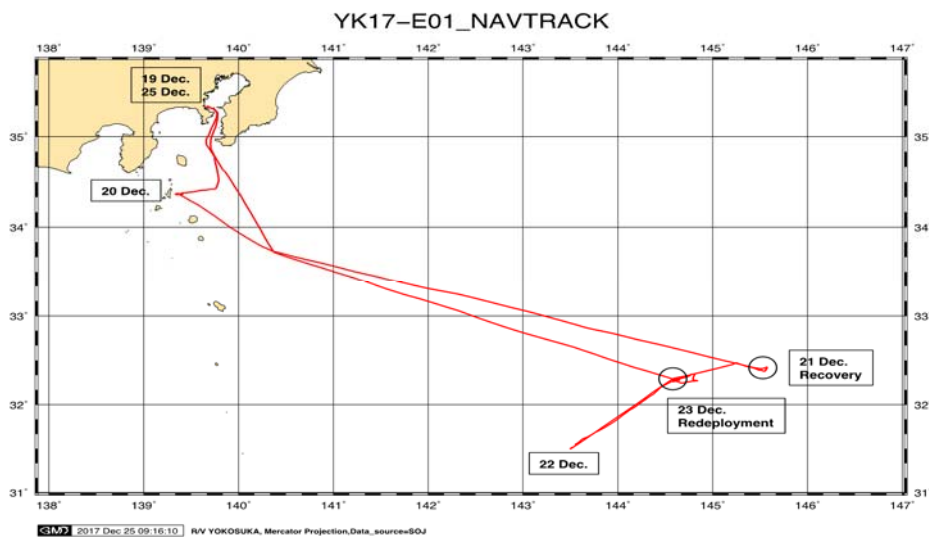 YK17-E01_NAVTRACK
138° 139° 140° 141° 142° 143° 144° 145° 146° 147°
19 Dec.
25 Dec.
35° 35°
20 Dec.
34° 34°
33° 33°
21 Dec.
Recovery
32° 32°
23 Dec.
Redeployment
22 Dec.
31° 31°
138° 139° 140° 141° 142° 143° 144° 145° 146° 147°
GMD 2017 Dec 25 09:16:10 R/V YOKOSUKA, Mercator Projection,Data_source=SOJ